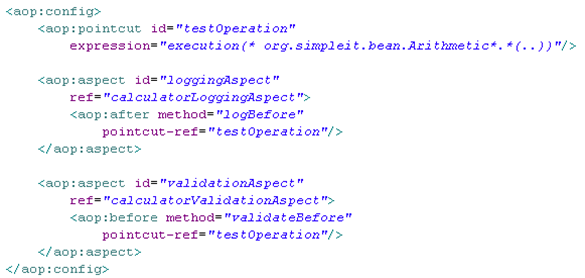 <aop:config>
<aop:pointcut id="testOperation"
expression="execution(* org.simpleit.bean.Arithmetic*.*(..))"/>
<aop:aspect id="loggingAspect"
ref="calculatorLoggingAspect">
<aop:after method="logBefore"
pointcut-ref="testOperation"/>
</aop:aspect>
<aop:aspect id="validationAspect"
ref="calculatorValidationAspect">
<aop:before method="validateBefore"
pointcut-ref="testOperation"/>
</aop:aspect>
</aop:config>